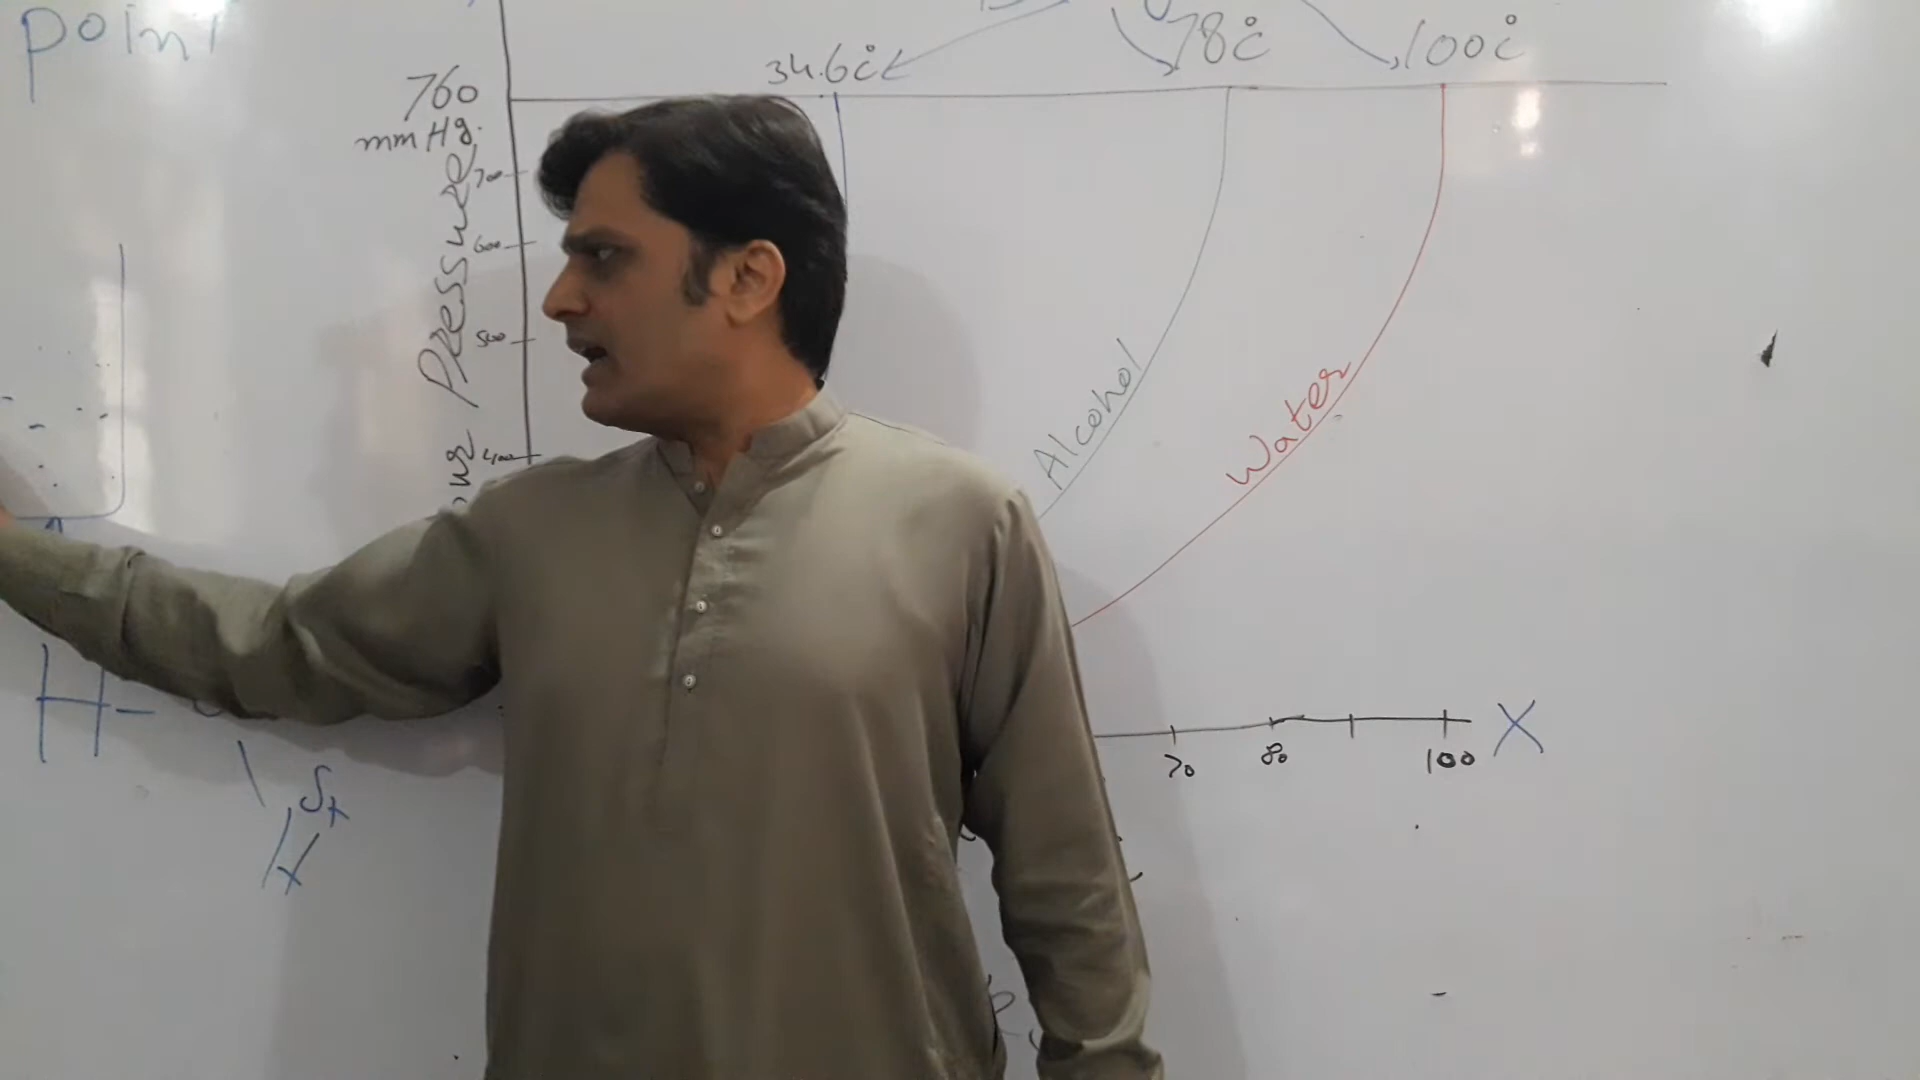 point
34.6°C
78°C
100°C
760
mm Hg.
700
600
500
400
Pressure
Alcohol
Water
H-
70
80
100
X